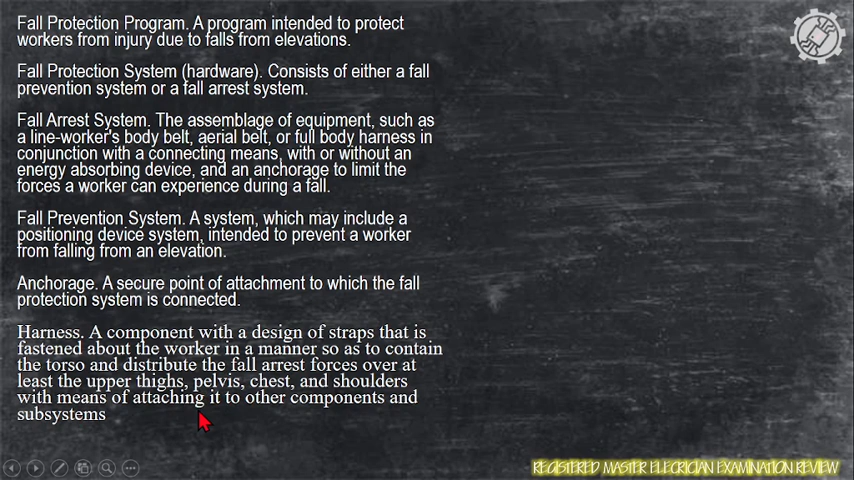 Fall Protection Program. A program intended to protect
workers from injury due to falls from elevations.
Fall Protection System (hardware). Consists of either a fall
prevention system or a fall arrest system.
Fall Arrest System. The assemblage of equipment, such as
a line-worker's body belt, aerial belt, or full body harness in
conjunction with a connecting means, with or without an
energy absorbing device, and an anchorage to limit the
forces a worker can experience during a fall.
Fall Prevention System. A system, which may include a
positioning device system, intended to prevent a worker
from falling from an elevation.
Anchorage. A secure point of attachment to which the fall
protection system is connected.
Harness. A component with a design of straps that is
fastened about the worker in a manner so as to contain
the torso and distribute the fall arrest forces over at
least the upper thighs, pelvis, chest, and shoulders
with means of attaching it to other components and
subsystems
REGISTERED MASTER ELECRICIAN EXAMINATION REVIEW